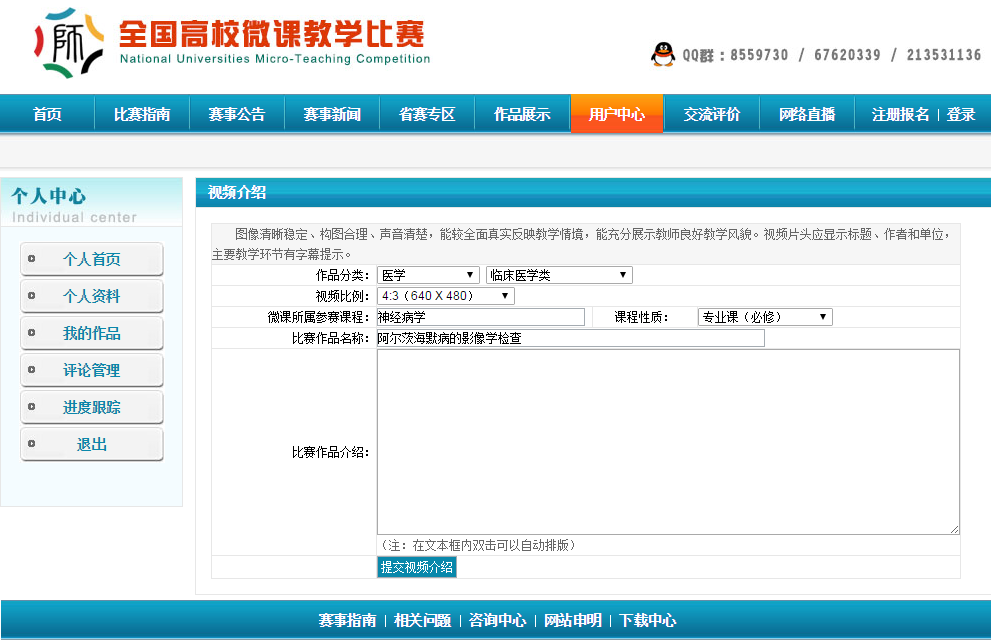 师
全国高校微课教学比赛
National Universities Micro-Teaching Competition
QQ群：8559730 / 67620339 / 213531136
首页 比赛指南 赛事公告 赛事新闻 省赛专区 作品展示 用户中心 交流评价 网络直播 注册报名 | 登录
个人中心
Individual center
个人首页
个人资料
我的作品
评论管理
进度跟踪
退出
视频介绍
图像清晰稳定、构图合理、声音清楚，能较全面真实反映教学情境，能充分展示教师良好教学风貌。视频片头应显示标题、作者和单位，
主要教学环节有字幕提示。
作品分类： 医学 临床医学类
视频比例： 4:3（640 X 480）
微课所属参赛课程： 神经病学 课程性质： 专业课（必修）
比赛作品名称： 阿尔茨海默病的影像学检查
比赛作品介绍：
（注：在文本框内双击可以自动排版）
提交视频介绍
赛事指南 | 相关问题 | 咨询中心 | 网站申明 | 下载中心